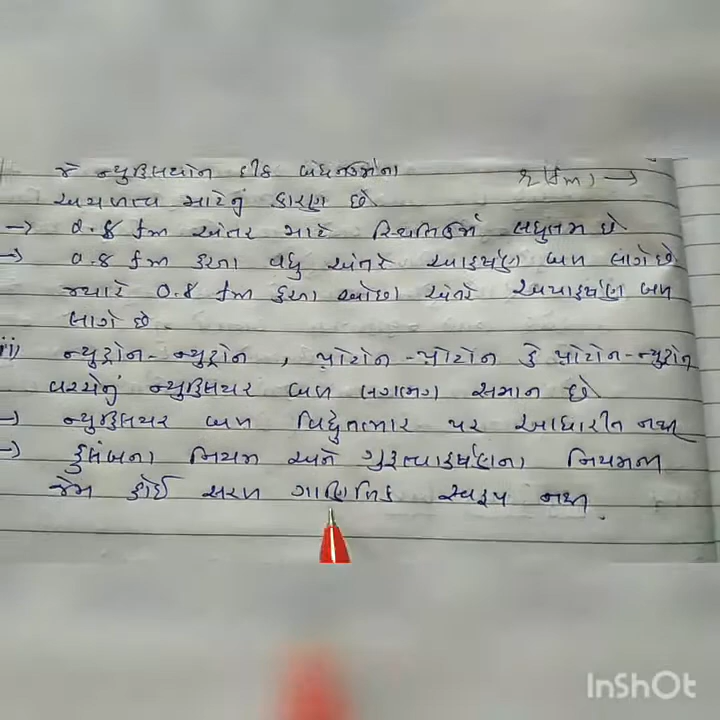 જે ન્યુક્લિયોન દીઠ બંધનઊર્જાના
r (fm) →
અચળત્વ માટેનું કારણ છે
→ 0.8 fm અંતર માટે સ્થિતિઊર્જા લઘુતમ છે
→ 0.8 fm કરતા વધુ અંતરે આકર્ષણ બળ લાગે છે
જ્યારે 0.8 fm કરતા ઓછા અંતરે અપાકર્ષણ બળ
લાગે છે.
ii) ન્યુટ્રોન-ન્યુટ્રોન, પ્રોટોન-પ્રોટોન કે પ્રોટોન-ન્યુટ્રોન
વચ્ચેનું ન્યુક્લિયર બળ લગભગ સમાન છે
→ ન્યુક્લિયર બળ વિદ્યુતભાર પર આધારીત નથી
→ કુલંબના નિયમ અને ગુરુત્વાકર્ષણના નિયમની
જેમ કોઈ સરળ ગાણિતિક સ્વરૂપ નથી.
InShOt